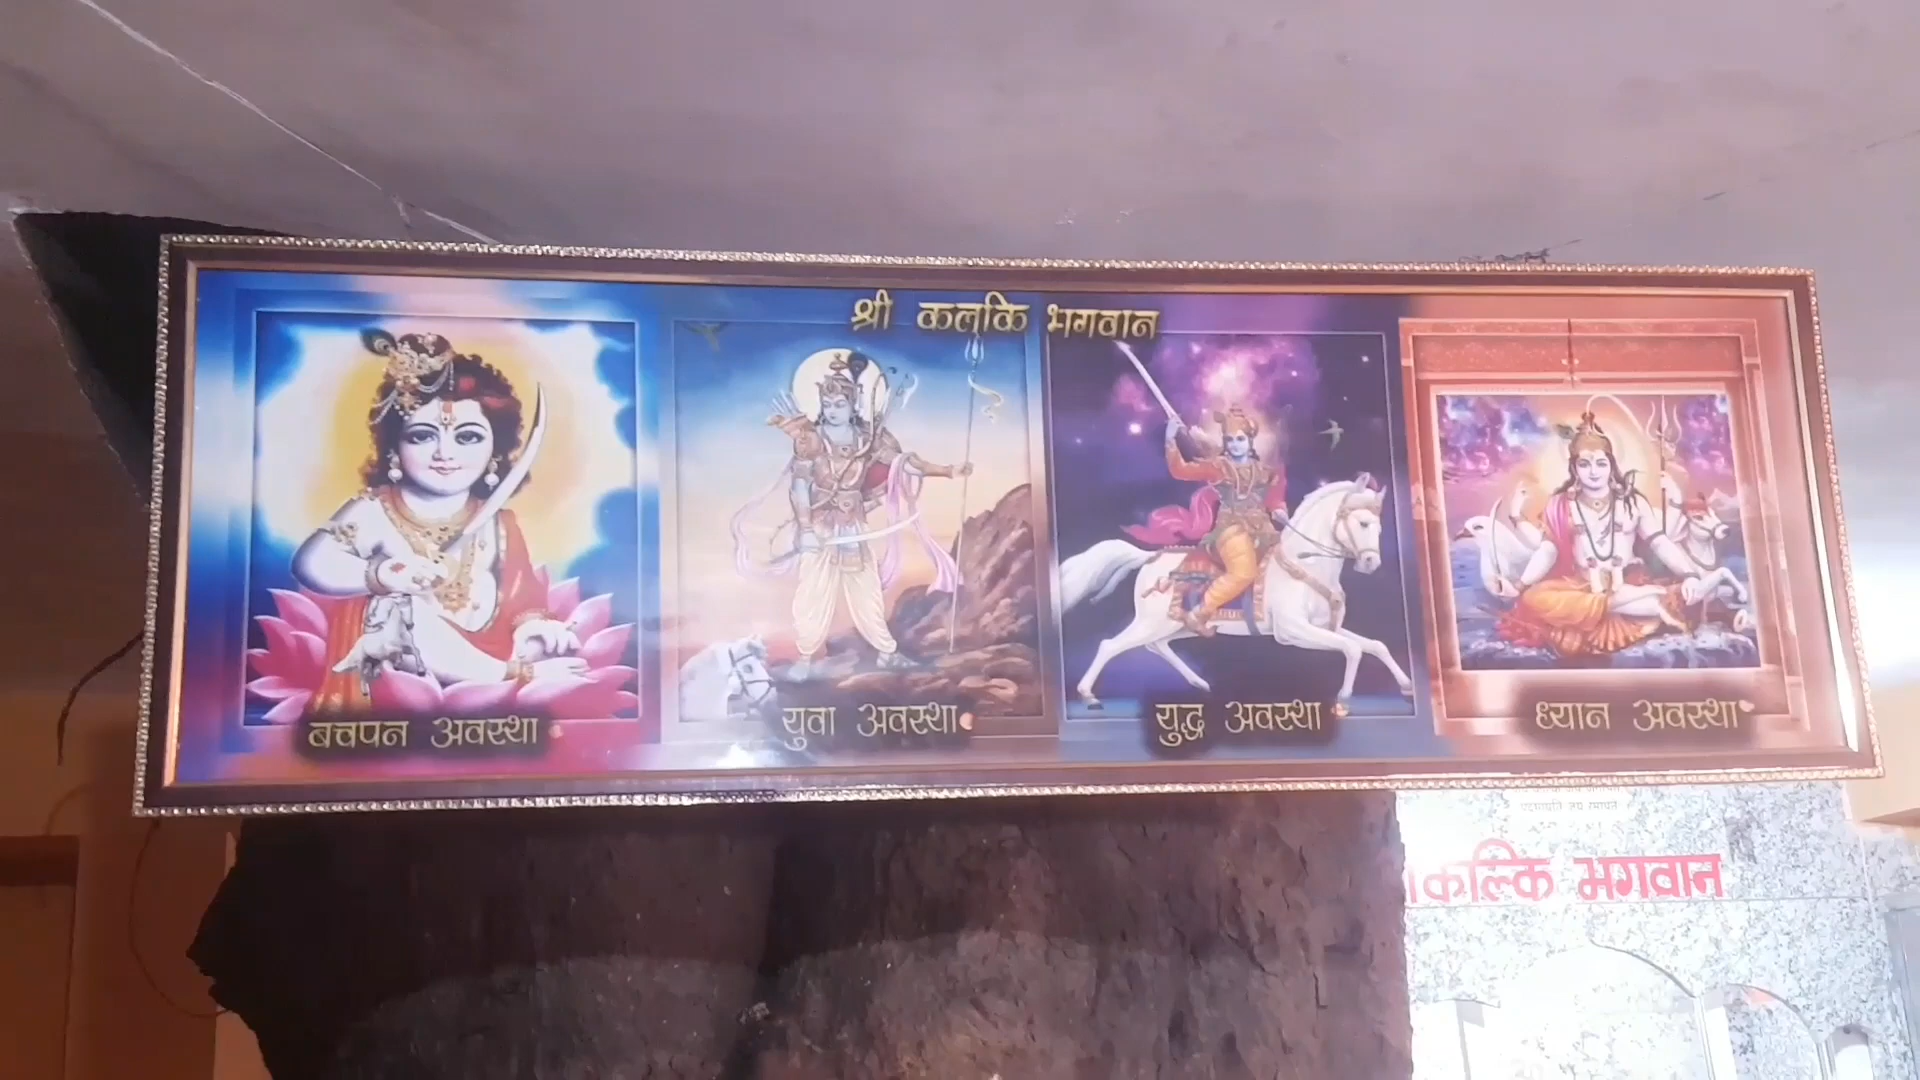 श्री कलकि भगवान
बचपन अवस्था
युवा अवस्था
युद्ध अवस्था
ध्यान अवस्था
कल्कि भगवान